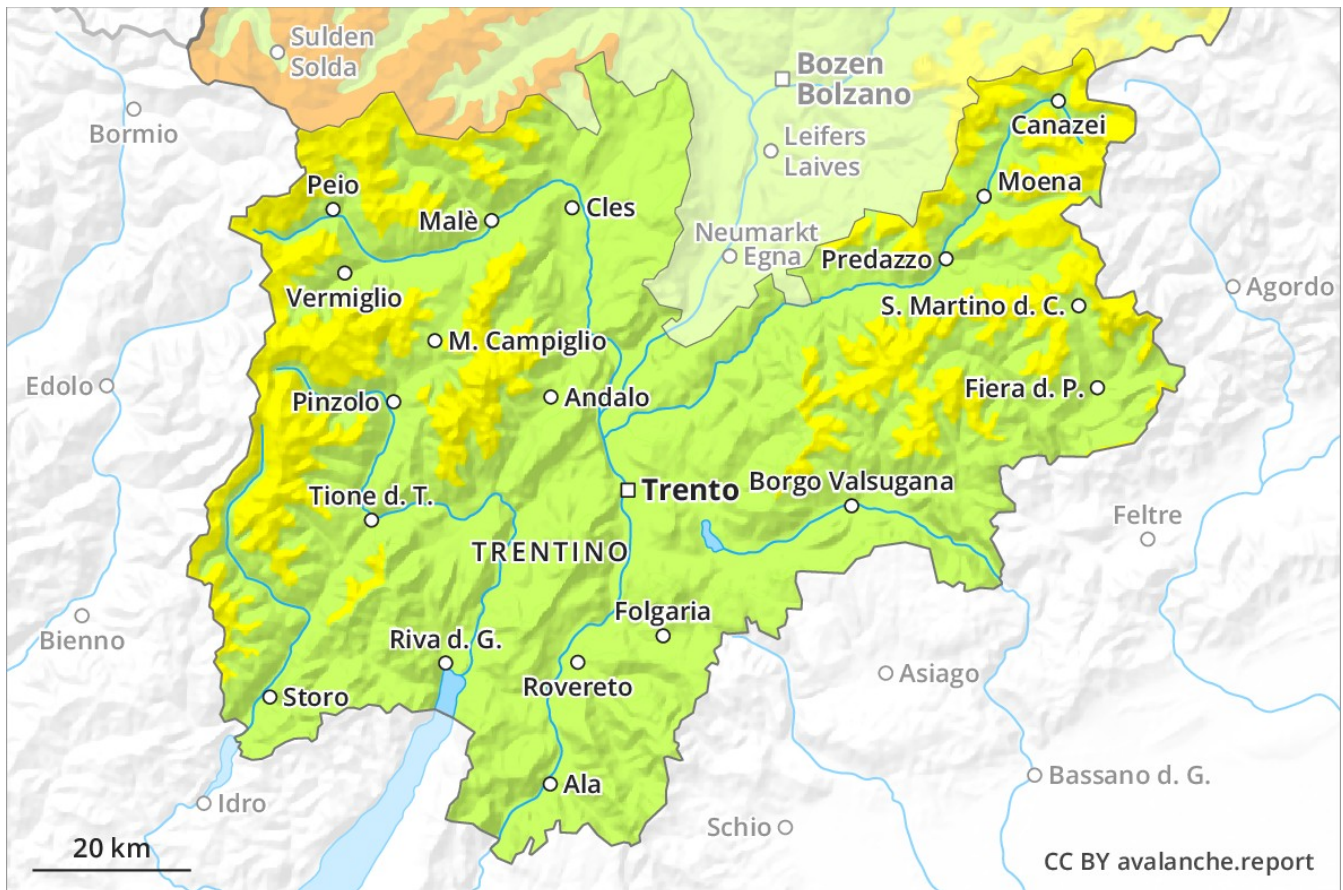 Sulden
Solda
Bozen
Bolzano
Bormio
Canazei
Leifers
Laives
Peio
Moena
Malè
Cles
Neumarkt
Egna
Predazzo
Vermiglio
Agordo
S. Martino d. C.
M. Campiglio
Edolo
Pinzolo
Andalo
Fiera d. P.
Tione d. T.
Trento
Borgo Valsugana
Feltre
TRENTINO
Bienno
Folgaria
Riva d. G.
Asiago
Storo
Rovereto
Bassano d. G.
Ala
Idro
Schio
20 km
CC BY avalanche.report